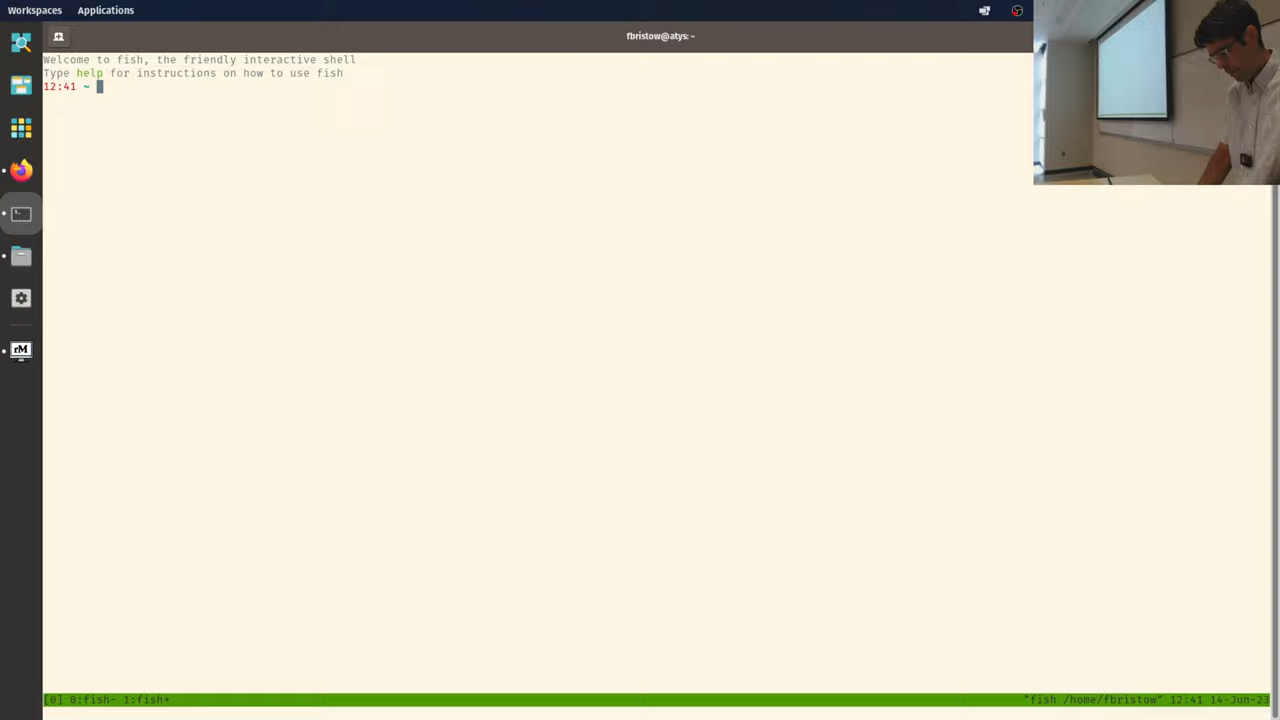 Workspaces Applications
fbristow@atys: ~
Welcome to fish, the friendly interactive shell
Type help for instructions on how to use fish
12:41 ~
rM
[0] 0:fish- 1:fish* "fish /home/fbristow" 12:41 14-Jun-23